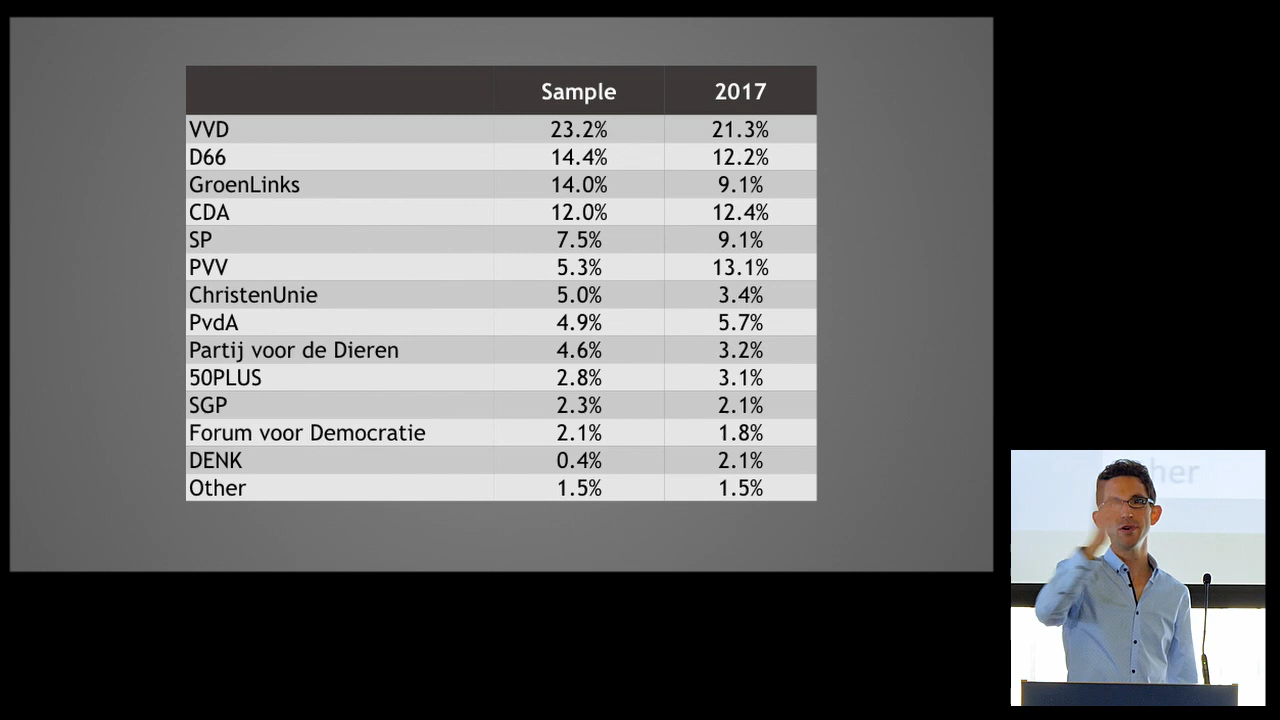 Sample 2017
VVD 23.2% 21.3%
D66 14.4% 12.2%
GroenLinks 14.0% 9.1%
CDA 12.0% 12.4%
SP 7.5% 9.1%
PVV 5.3% 13.1%
ChristenUnie 5.0% 3.4%
PvdA 4.9% 5.7%
Partij voor de Dieren 4.6% 3.2%
50PLUS 2.8% 3.1%
SGP 2.3% 2.1%
Forum voor Democratie 2.1% 1.8%
DENK 0.4% 2.1%
Other 1.5% 1.5%
her